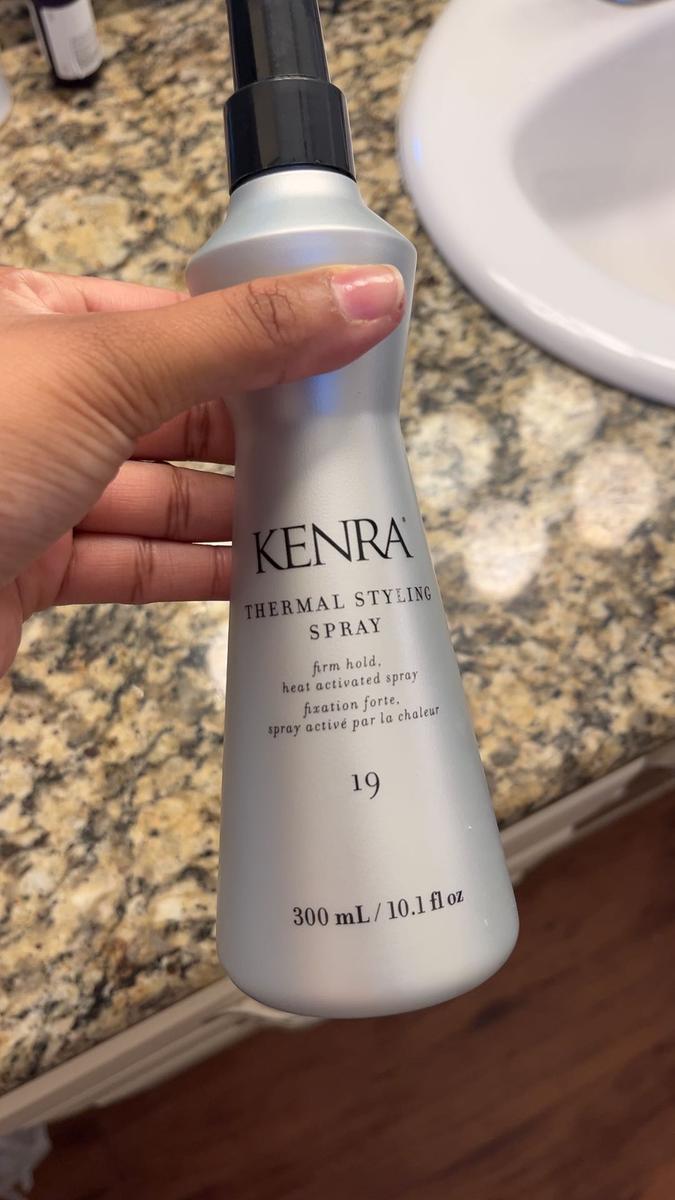 KENRA®
THERMAL STYLING
SPRAY
firm hold,
heat activated spray
fixation forte,
spray activé par la chaleur
19
300 mL / 10.1 fl oz